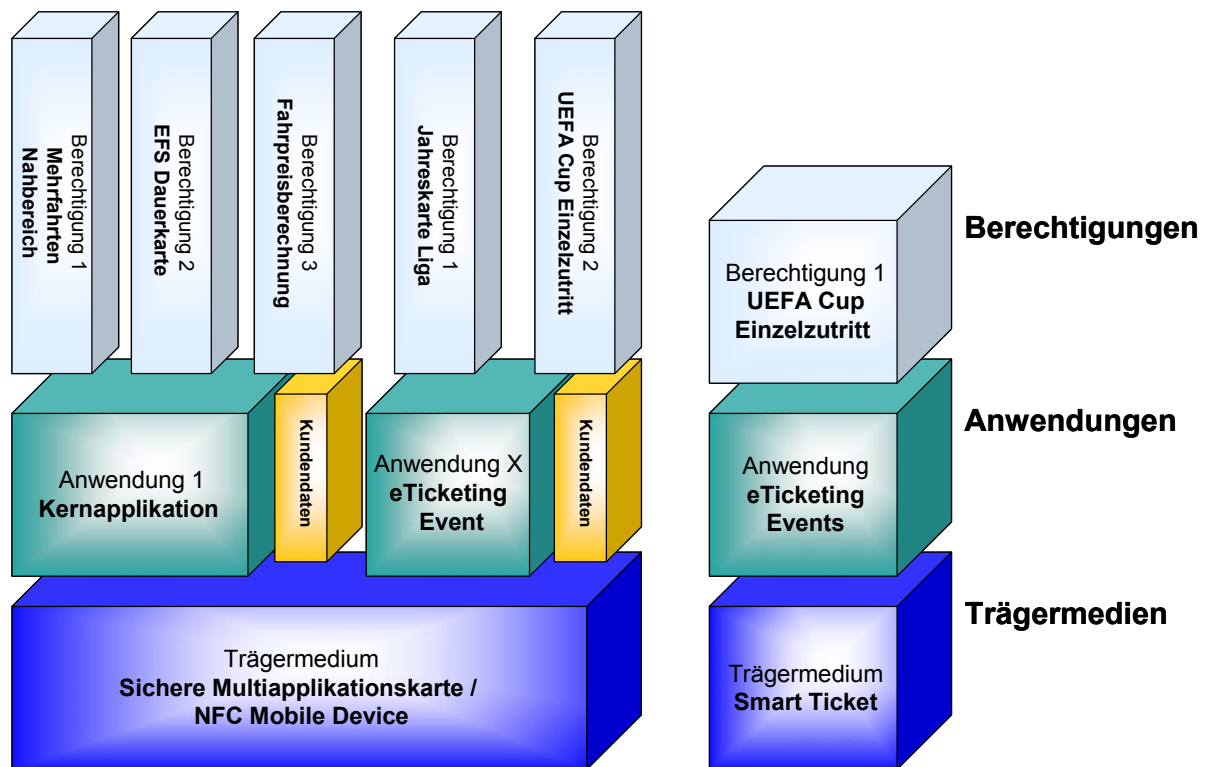 Berechtigung 1
Mehrfahrten
Nahbereich
Berechtigung 2
EFS Dauerkarte
Berechtigung 3
Fahrpreisberechnung
Berechtigung 1
Jahreskarte Liga
Berechtigung 2
UEFA Cup Einzelzutritt
Berechtigung 1
UEFA Cup
Einzelzutritt
Berechtigungen
Anwendung 1
Kernapplikation
Kundendaten
Anwendung X
eTicketing
Event
Kundendaten
Anwendung
eTicketing
Events
Anwendungen
Trägermedium
Sichere Multiapplikationskarte /
NFC Mobile Device
Trägermedium
Smart Ticket
Trägermedien